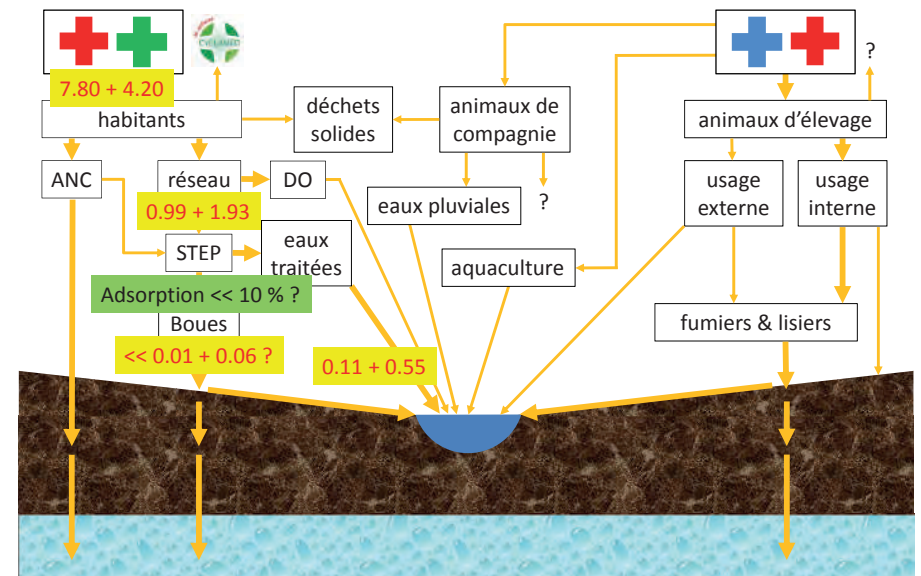 CYCLAMED
?
7.80 + 4.20
habitants
déchets
solides
animaux de
compagnie
animaux d'élevage
ANC
réseau
DO
eaux pluviales
?
usage
externe
usage
interne
0.99 + 1.93
STEP
eaux
traitées
aquaculture
Adsorption << 10 % ?
Boues
fumiers & lisiers
<< 0.01 + 0.06 ?
0.11 + 0.55